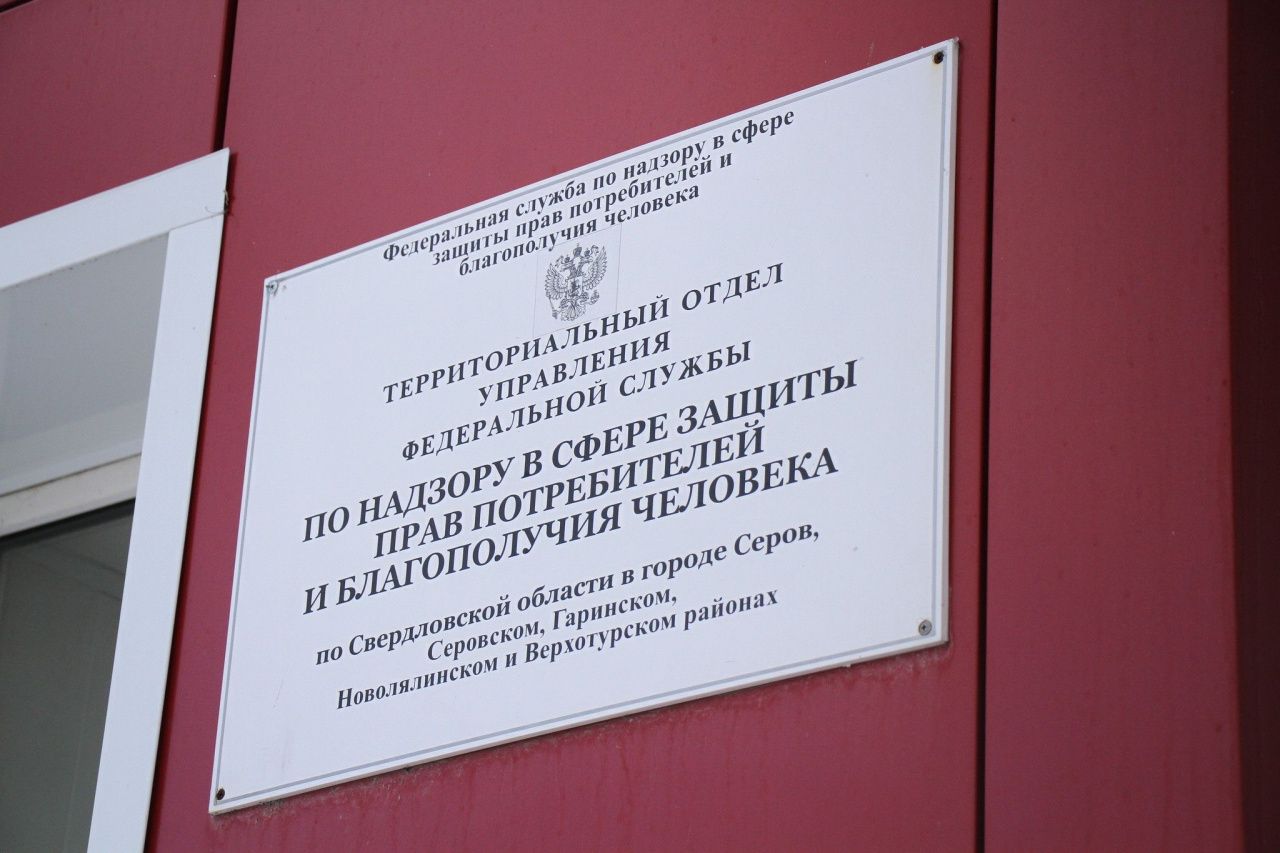 Федеральная служба по надзору в сфере
защиты прав потребителей и
благополучия человека
ТЕРРИТОРИАЛЬНЫЙ ОТДЕЛ
УПРАВЛЕНИЯ
ФЕДЕРАЛЬНОЙ СЛУЖБЫ
ПО НАДЗОРУ В СФЕРЕ ЗАЩИТЫ
ПРАВ ПОТРЕБИТЕЛЕЙ
И БЛАГОПОЛУЧИЯ ЧЕЛОВЕКА
по Свердловской области в городе Серов,
Серовском, Гаринском,
Новолялинском и Верхотурском районах